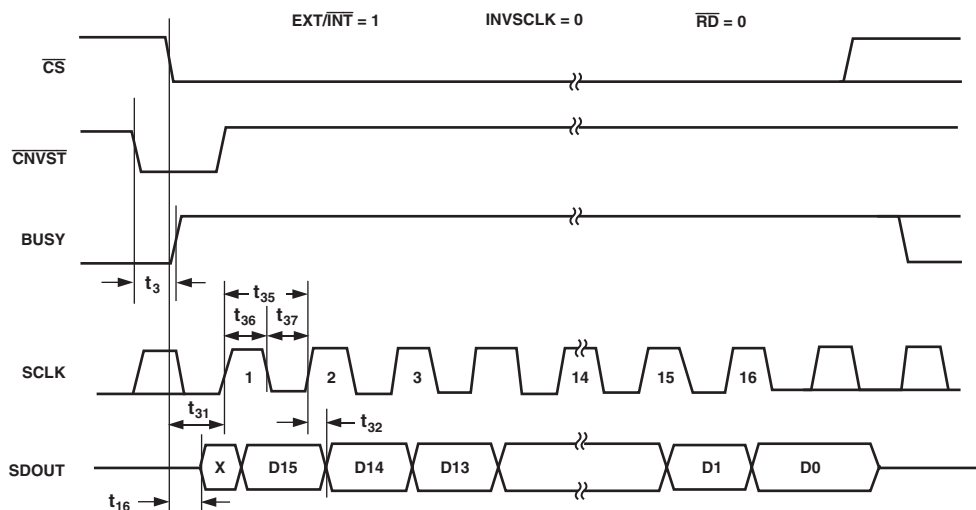 EXT/INT = 1 INVSCLK = 0 RD = 0
CS
CNVST
BUSY
t3
t35
t36 t37
SCLK
1 2 3 14 15 16
t31
t32
SDOUT
X D15 D14 D13 D1 D0
t16